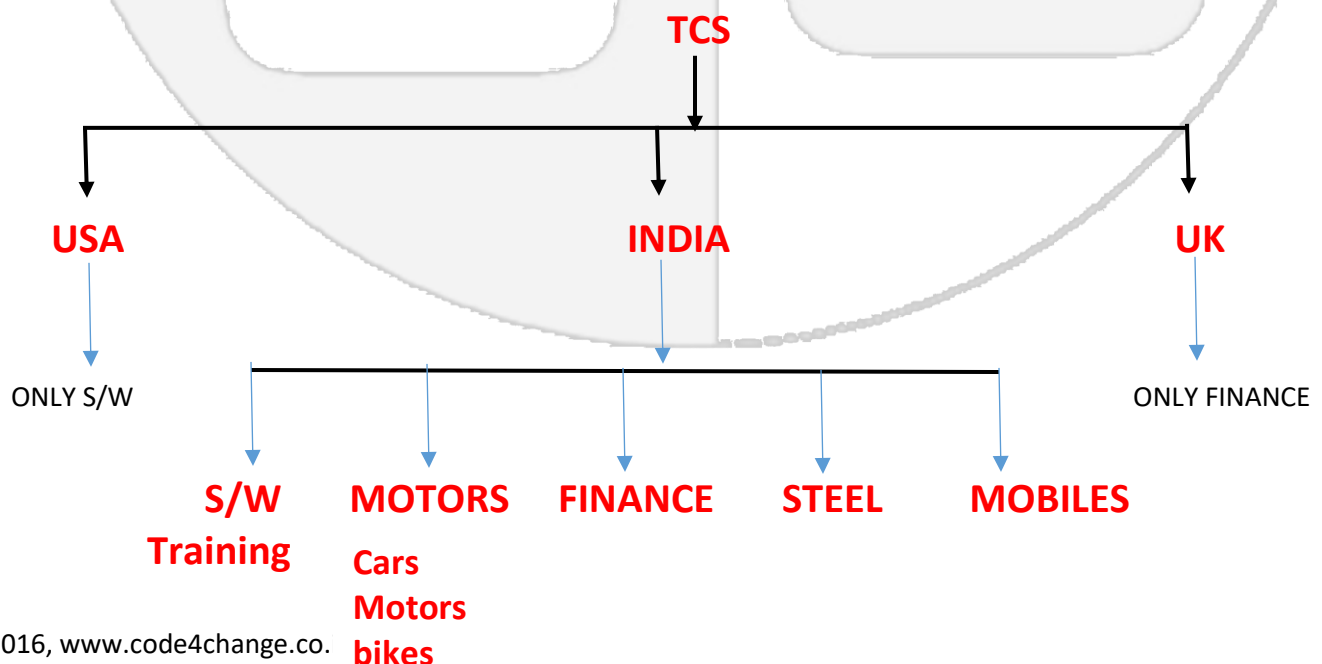 TCS
USA INDIA UK
ONLY S/W ONLY FINANCE
S/W MOTORS FINANCE STEEL MOBILES
Training
Cars
Motors
016, www.code4change.co.
bikes